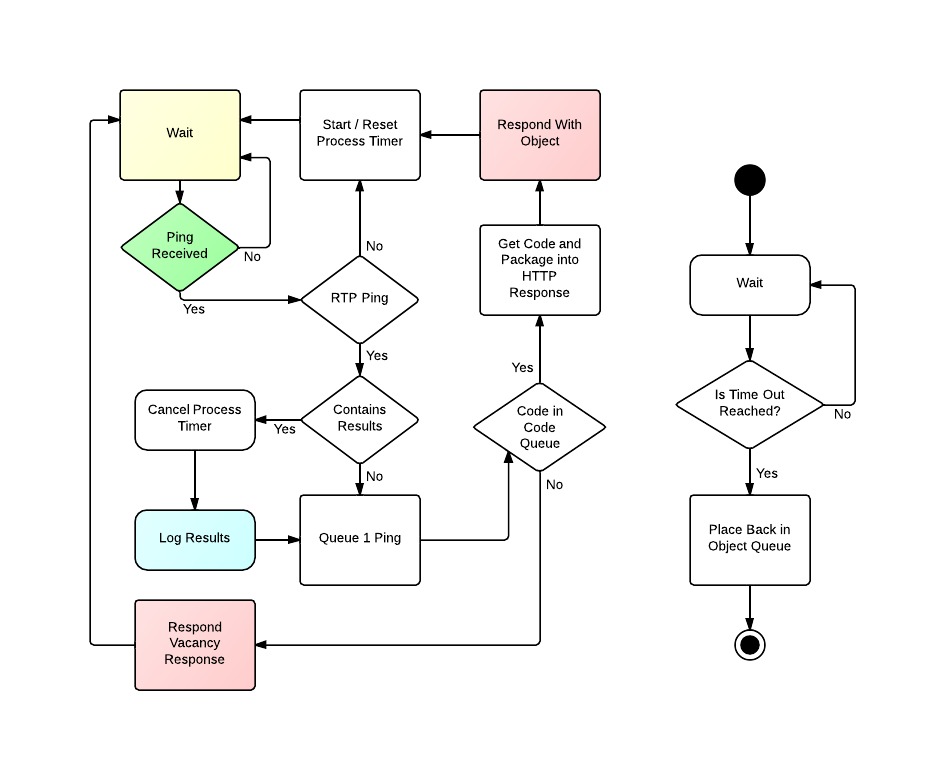 Wait
Start / Reset
Process Timer
Respond With
Object
Ping
Received
No
Yes
No
RTP Ping
Yes
Get Code and
Package into
HTTP
Response
Yes
Cancel Process
Timer
Yes
Contains
Results
No
Code in
Code
Queue
No
Log Results
Queue 1 Ping
Respond
Vacancy
Response
Wait
Is Time Out
Reached?
No
Yes
Place Back in
Object Queue